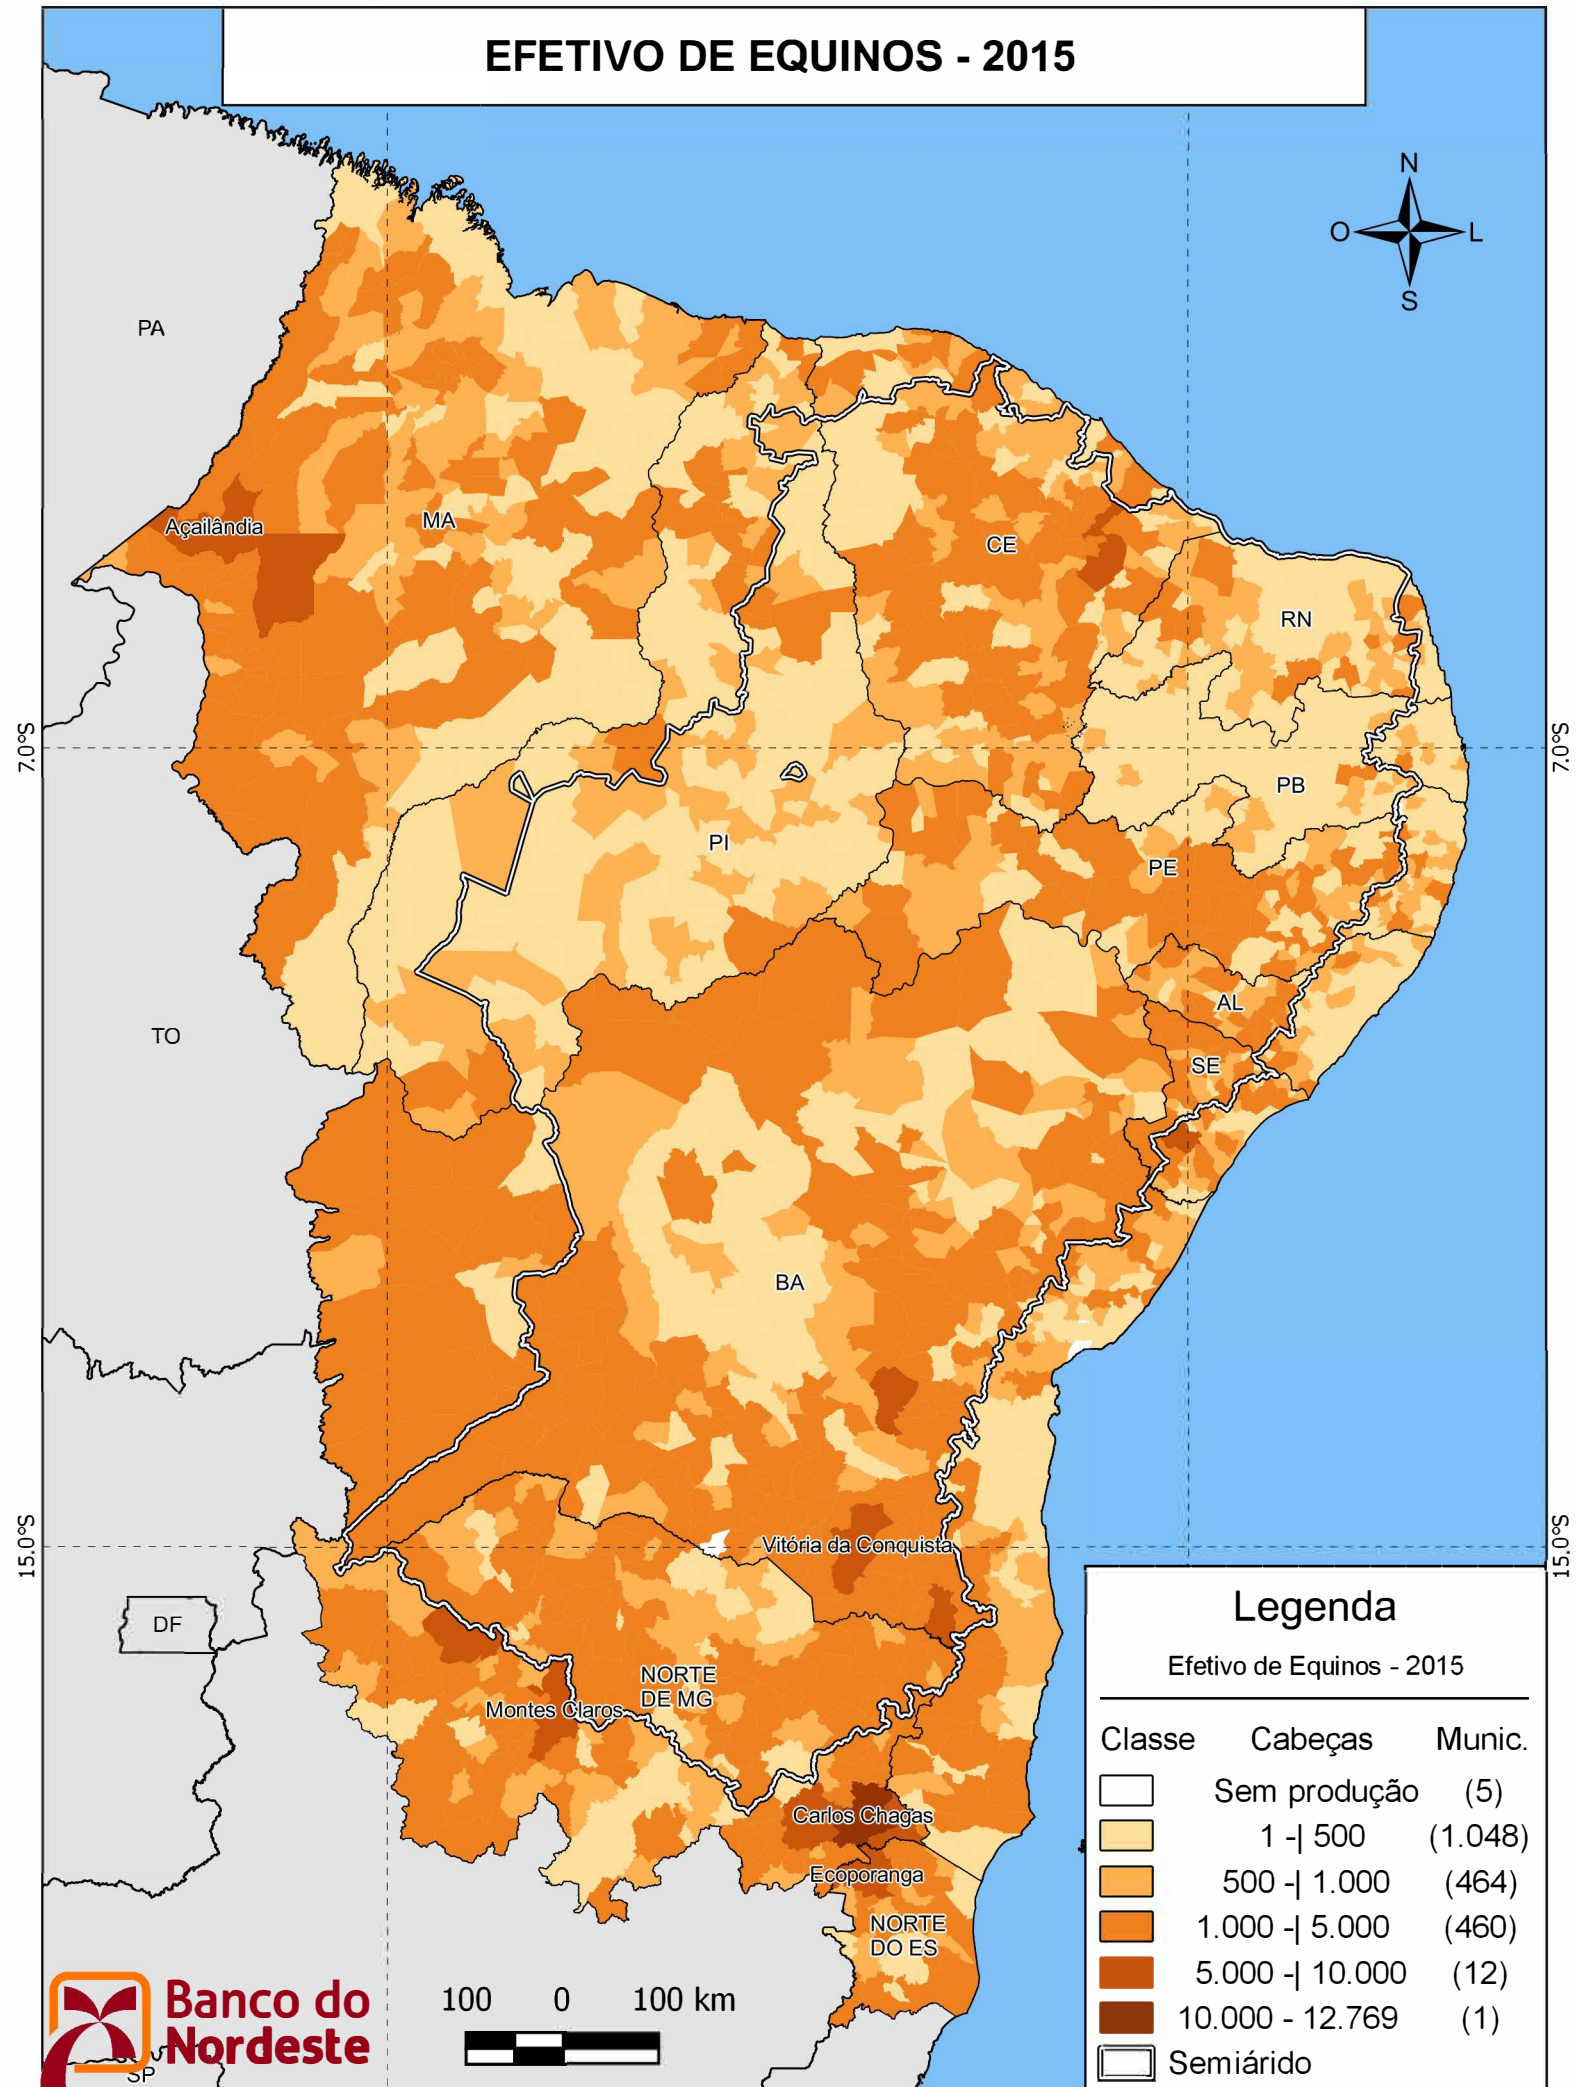 EFETIVO DE EQUINOS - 2015
N
O
L
S
PA
Açailândia
MA
CE
RN
7.0°S
7.0°S
PB
PI
PE
AL
TO
SE
BA
15.0°S
Vitória da Conquista
15.0°S
DF
NORTE
DE MG
Montes Claros
Carlos Chagas
Ecoporanga
NORTE
DO ES
Legenda
Efetivo de Equinos - 2015
Classe Cabeças Munic.
Sem produção (5)
1 -| 500 (1.048)
500 -| 1.000 (464)
1.000 -| 5.000 (460)
5.000 -| 10.000 (12)
10.000 - 12.769 (1)
Semiárido
Banco do
Nordeste
100 0 100 km
SP